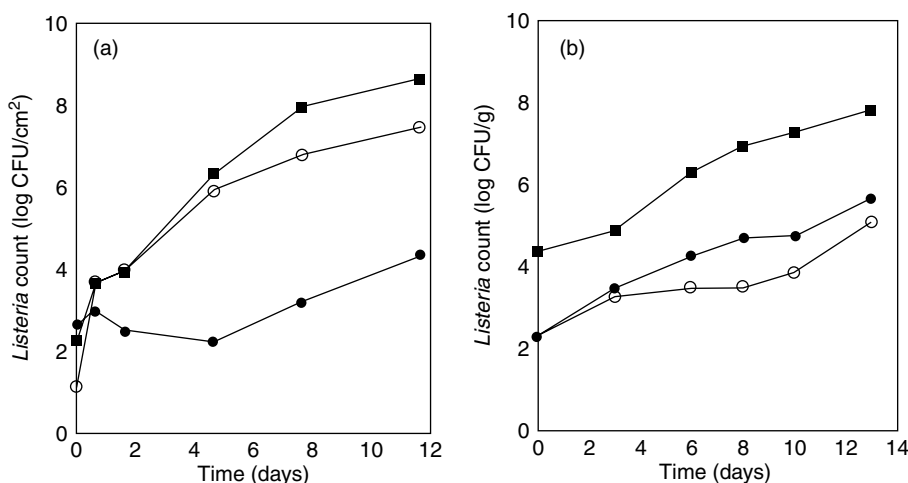 (a)
Listeria count (log CFU/cm²)
10
8
6
4
2
0
0 2 4 6 8 10 12
Time (days)
(b)
Listeria count (log CFU/g)
10
8
6
4
2
0
0 2 4 6 8 10 12 14
Time (days)